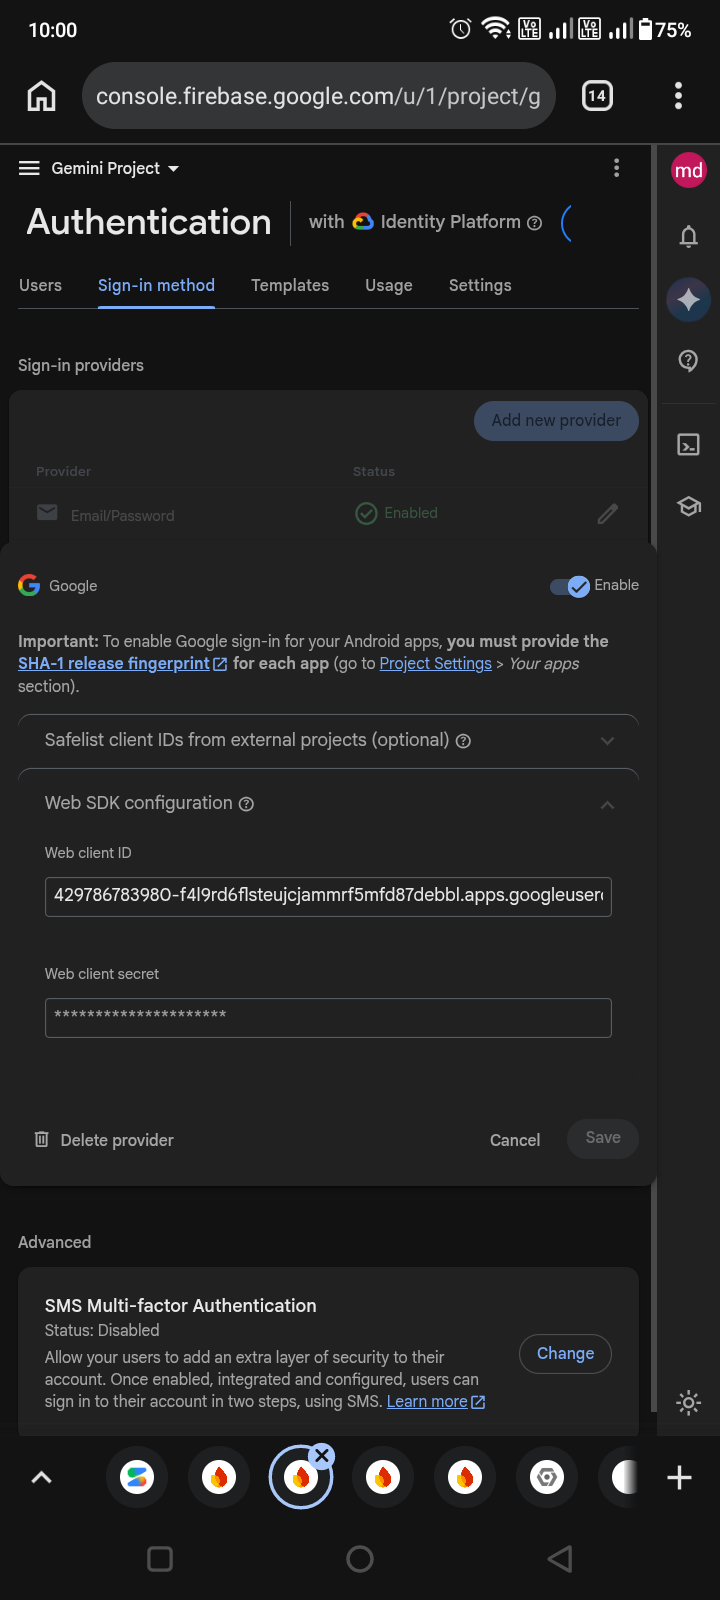 10:00
Vo LTE
Vo LTE
75%
console.firebase.google.com/u/1/project/g
14
Gemini Project
md
Authentication
with Identity Platform
Users
Sign-in method
Templates
Usage
Settings
Sign-in providers
Add new provider
Provider
Status
Email/Password
Enabled
Google
Enable
Important: To enable Google sign-in for your Android apps, you must provide the
SHA-1 release fingerprint for each app (go to Project Settings > Your apps
section).
Safelist client IDs from external projects (optional)
Web SDK configuration
Web client ID
429786783980-f4l9rd6flsteujcjammrf5mfd87debbl.apps.googleuser
Web client secret
*********************
Delete provider
Cancel
Save
Advanced
SMS Multi-factor Authentication
Status: Disabled
Allow your users to add an extra layer of security to their
account. Once enabled, integrated and configured, users can
sign in to their account in two steps, using SMS. Learn more
Change